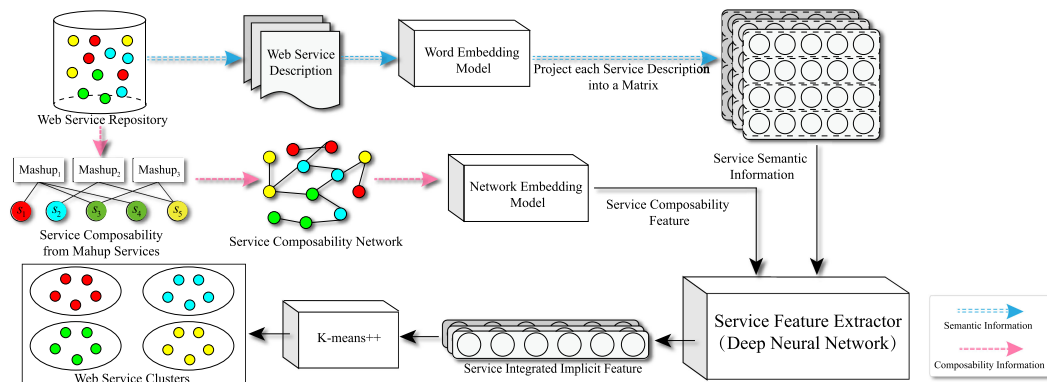 Web Service Repository
Web Service
Description
Word Embedding
Model
Project each Service Description
into a Matrix
Service Semantic
Information
Mashup1
Mashup2
Mashup3
S1
S2
S3
S4
S5
Service Composability
from Mahup Services
Service Composability Network
Network Embedding
Model
Service Composability
Feature
Service Feature Extractor
(Deep Neural Network)
Service Integrated Implicit Feature
K-means++
Web Service Clusters
Semantic Information
Composability Information